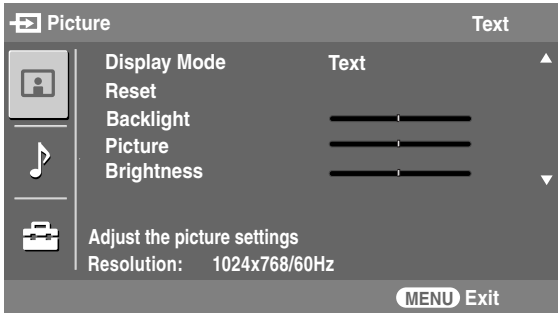 Picture Text
Display Mode Text
Reset
Backlight
Picture
Brightness
Adjust the picture settings
Resolution: 1024x768/60Hz
MENU Exit